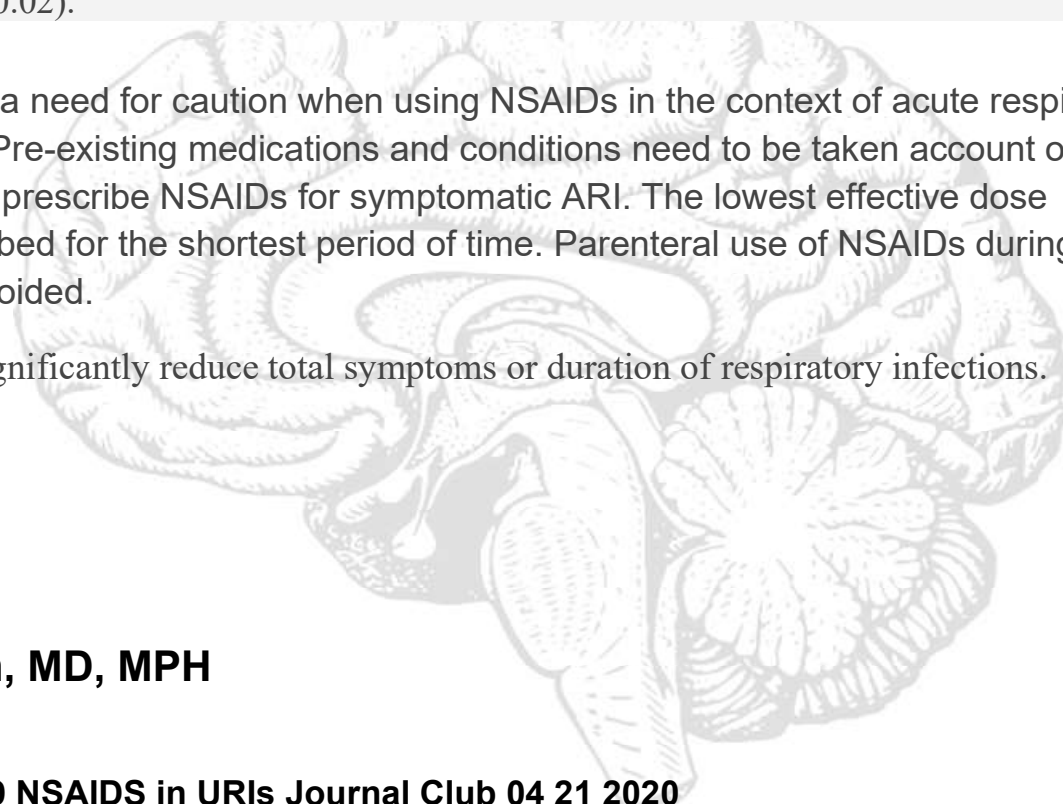 0.02).
a need for caution when using NSAIDs in the context of acute respi
Pre-existing medications and conditions need to be taken account o
prescribe NSAIDs for symptomatic ARI. The lowest effective dose
bed for the shortest period of time. Parenteral use of NSAIDs during
oided.
gnificantly reduce total symptoms or duration of respiratory infections.
, MD, MPH
NSAIDS in URIs Journal Club 04 21 2020